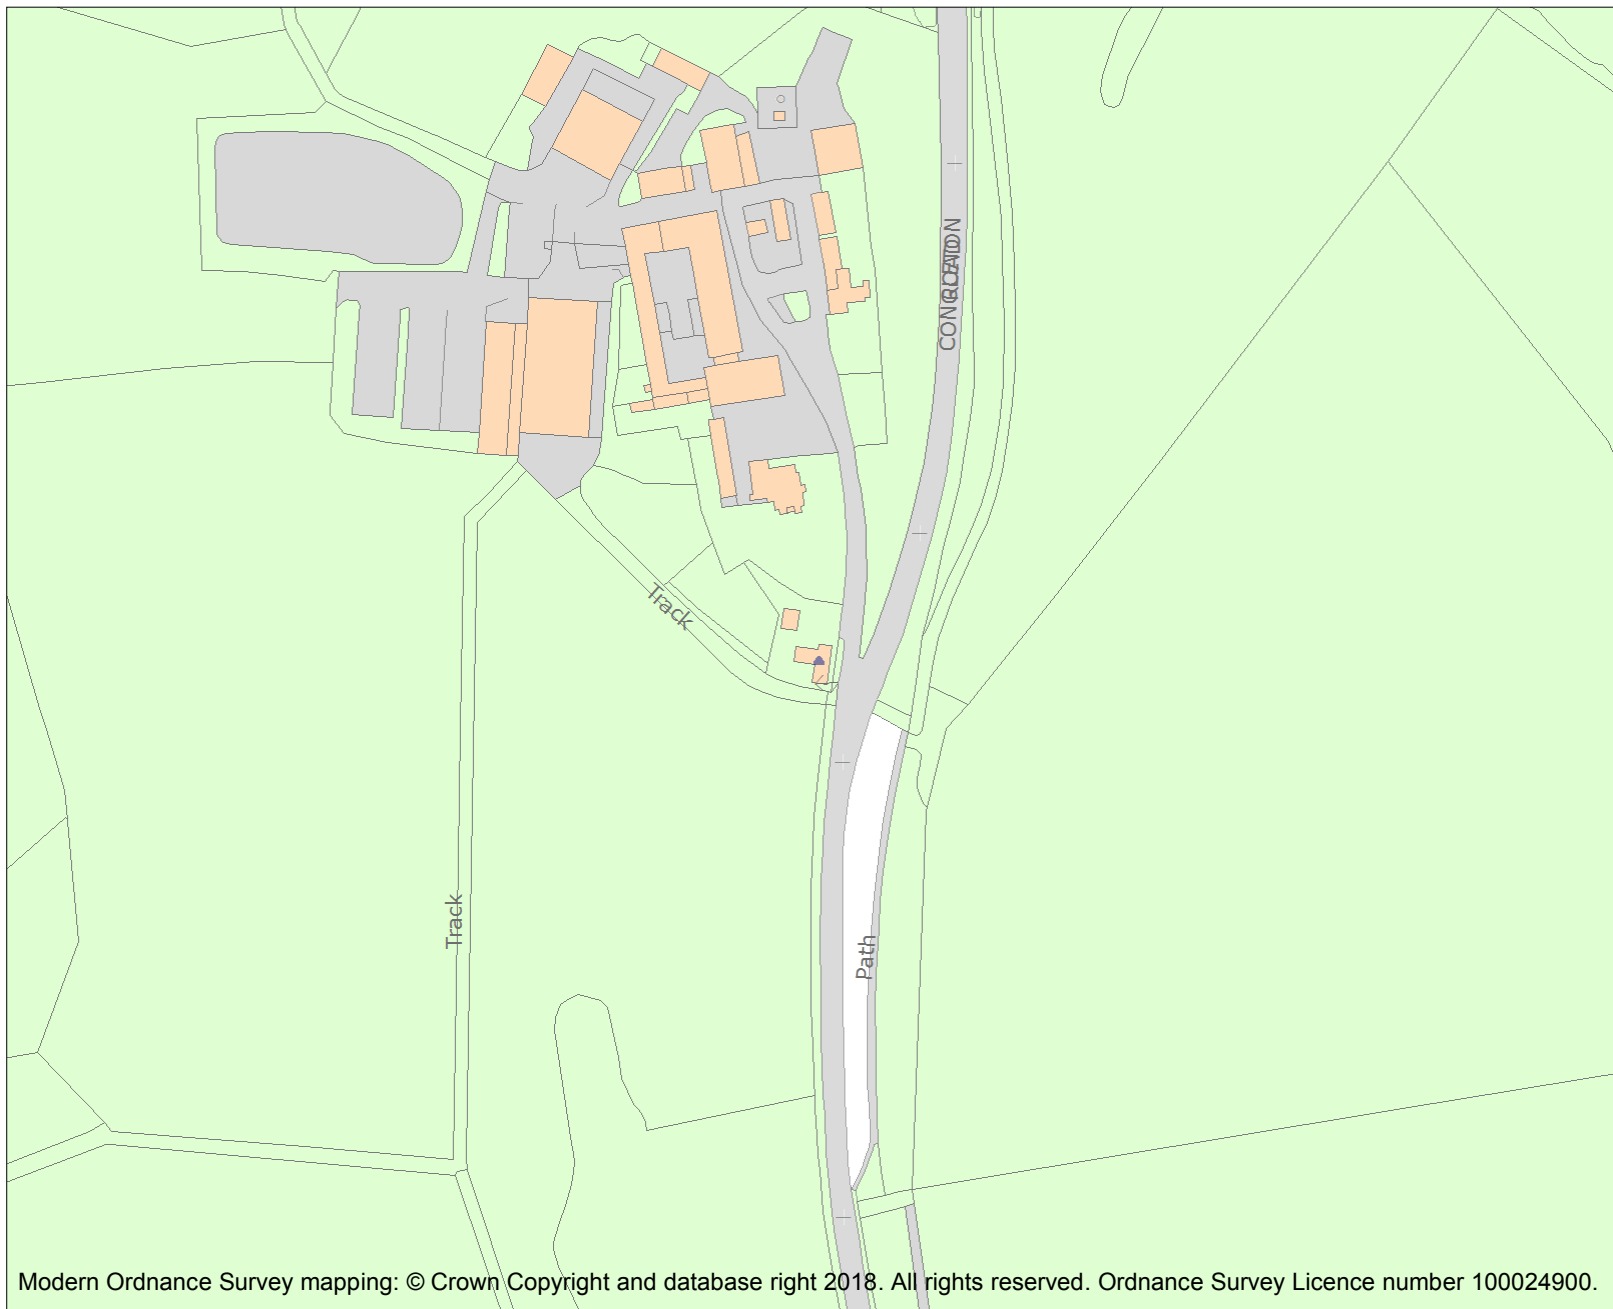 CONGLETON
ROAD
Track
Track
Path
Modern Ordnance Survey mapping: © Crown Copyright and database right 2018. All rights reserved. Ordnance Survey Licence number 100024900.